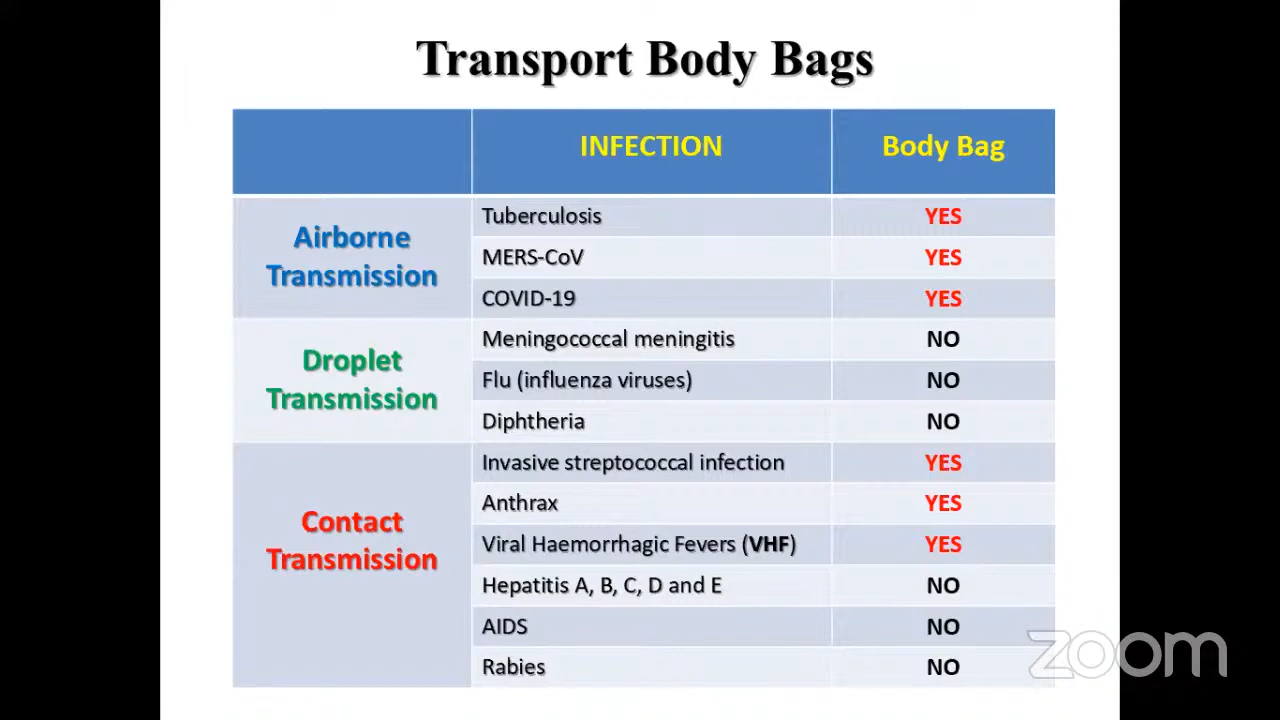 Transport Body Bags
INFECTION Body Bag
Airborne
Transmission
Tuberculosis YES
MERS-CoV YES
COVID-19 YES
Droplet
Transmission
Meningococcal meningitis NO
Flu (influenza viruses) NO
Diphtheria NO
Contact
Transmission
Invasive streptococcal infection YES
Anthrax YES
Viral Haemorrhagic Fevers (VHF) YES
Hepatitis A, B, C, D and E NO
AIDS NO
Rabies NO
zoom